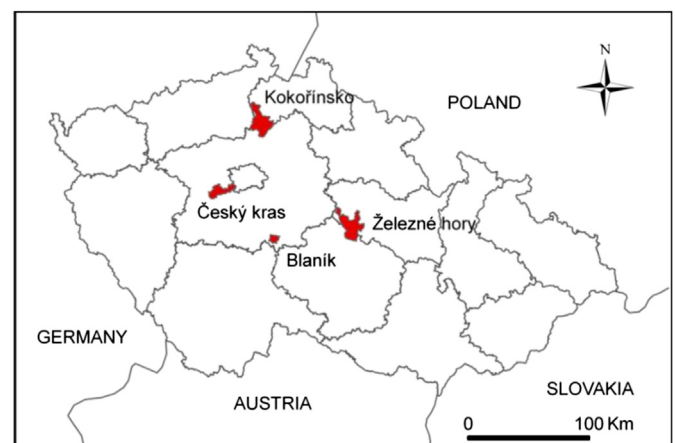 N
Kokořínsko
POLAND
Český kras
Železné hory
Blaník
GERMANY
AUSTRIA
SLOVAKIA
0 100 Km